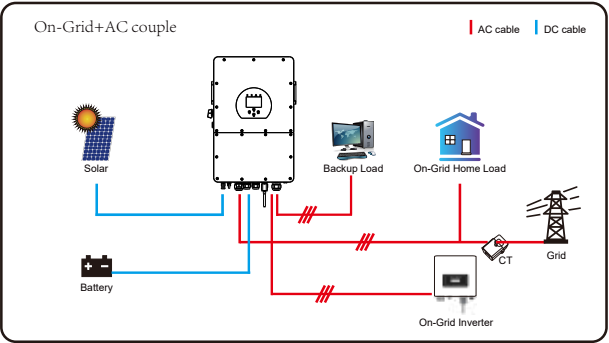 On-Grid+AC couple
AC cable
DC cable
Solar
Backup Load
On-Grid Home Load
CT
Grid
Battery
On-Grid Inverter